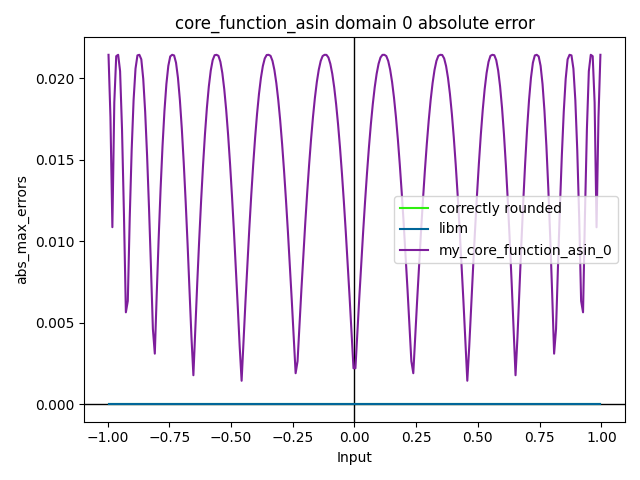 core_function_asin domain 0 absolute error
abs_max_errors
0.020
0.015
0.010
0.005
0.000
correctly rounded
libm
my_core_function_asin_0
−1.00 −0.75 −0.50 −0.25 0.00 0.25 0.50 0.75 1.00
Input